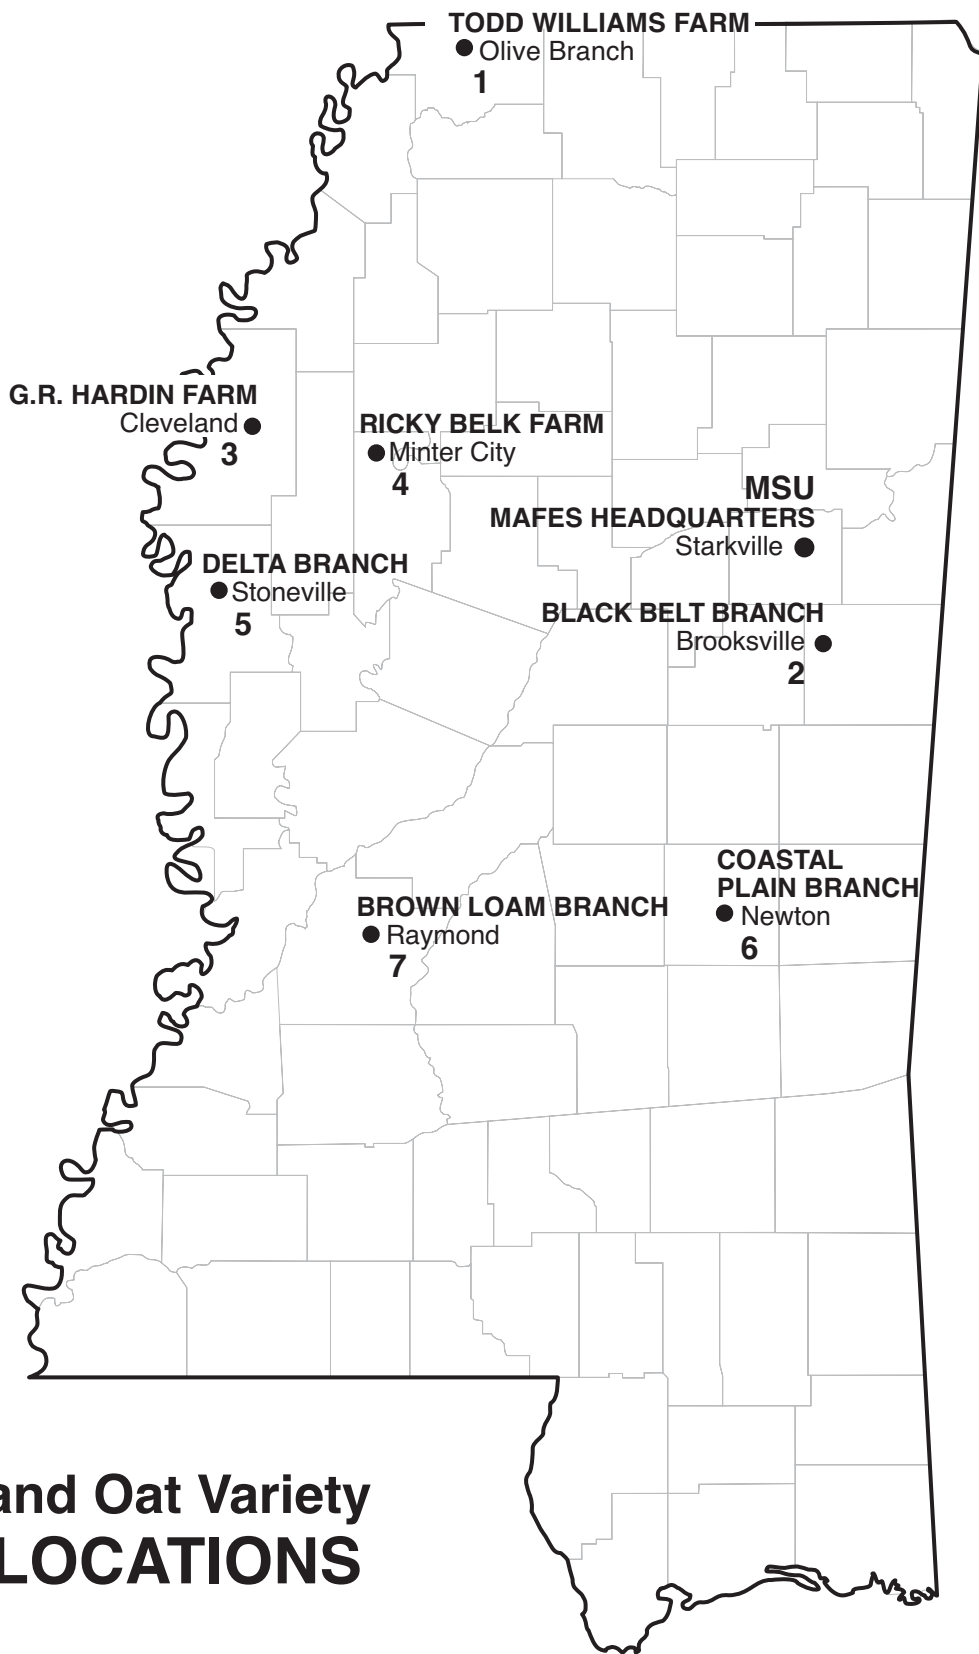 TODD WILLIAMS FARM
Olive Branch
1
G.R. HARDIN FARM
Cleveland
3
RICKY BELK FARM
Minter City
4
MSU
MAFES HEADQUARTERS
Starkville
DELTA BRANCH
Stoneville
5
BLACK BELT BRANCH
Brooksville
2
COASTAL
PLAIN BRANCH
Newton
6
BROWN LOAM BRANCH
Raymond
7
and Oat Variety
LOCATIONS